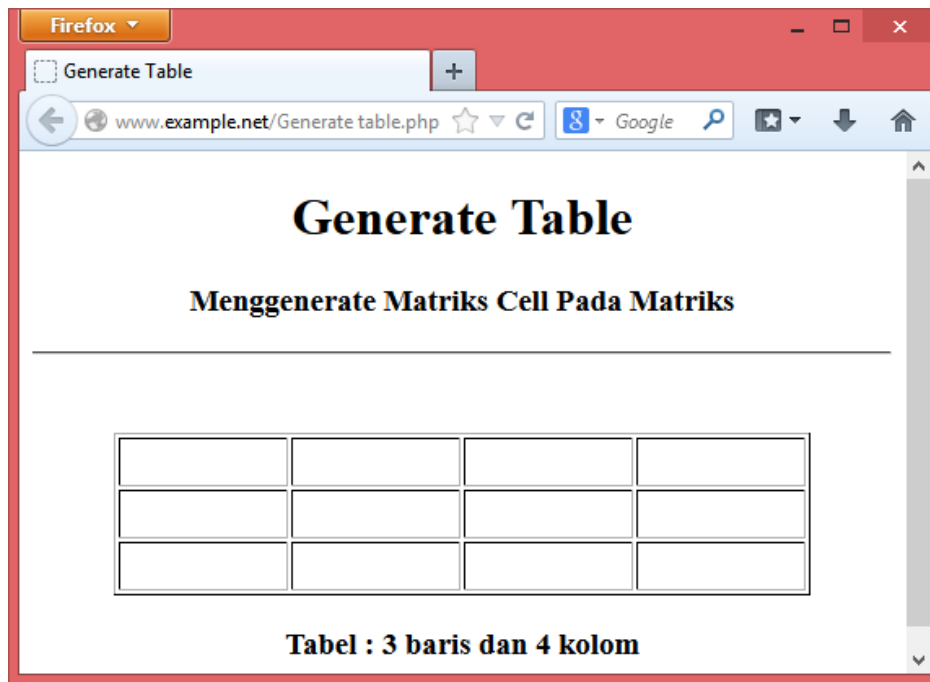 Firefox
Generate Table
www.example.net/Generate table.php
Google
Generate Table
Menggenerate Matriks Cell Pada Matriks
Tabel : 3 baris dan 4 kolom